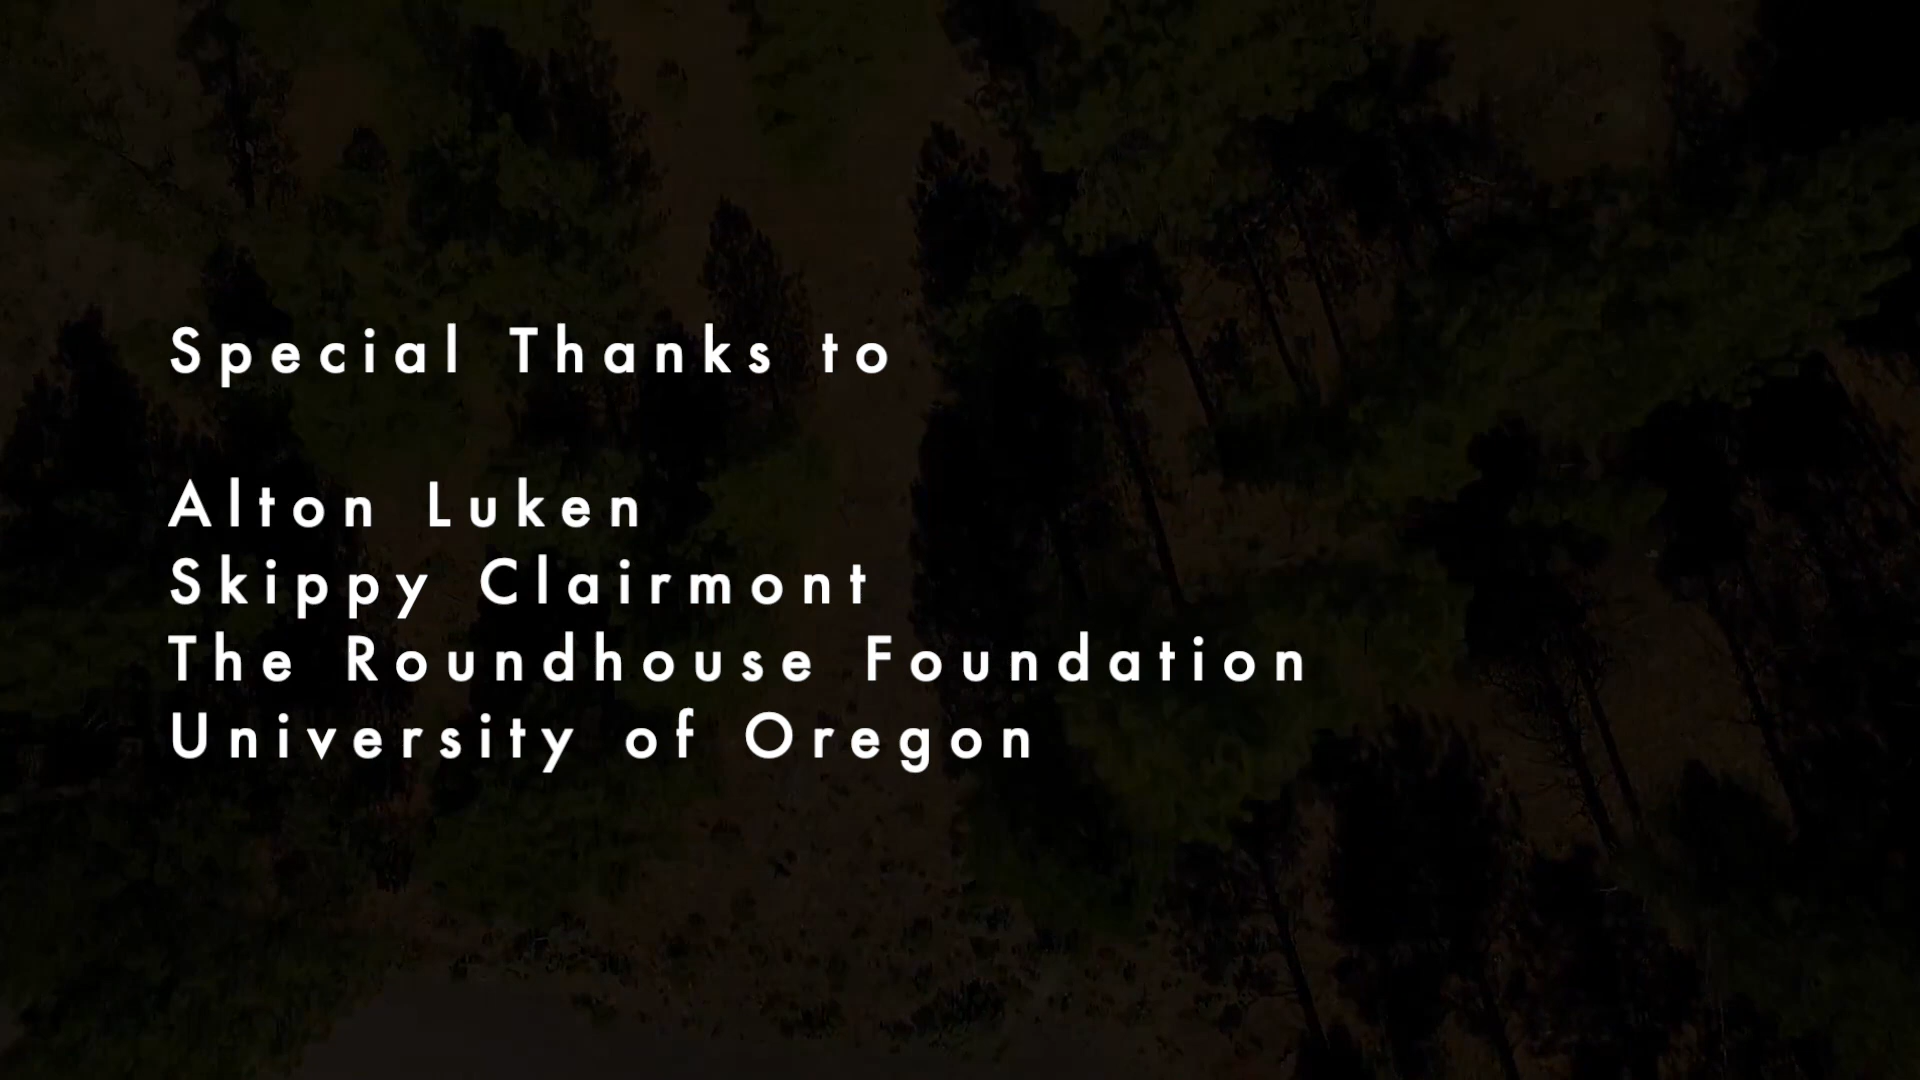 Special Thanks to
Alton Luken
Skippy Clairmont
The Roundhouse Foundation
University of Oregon